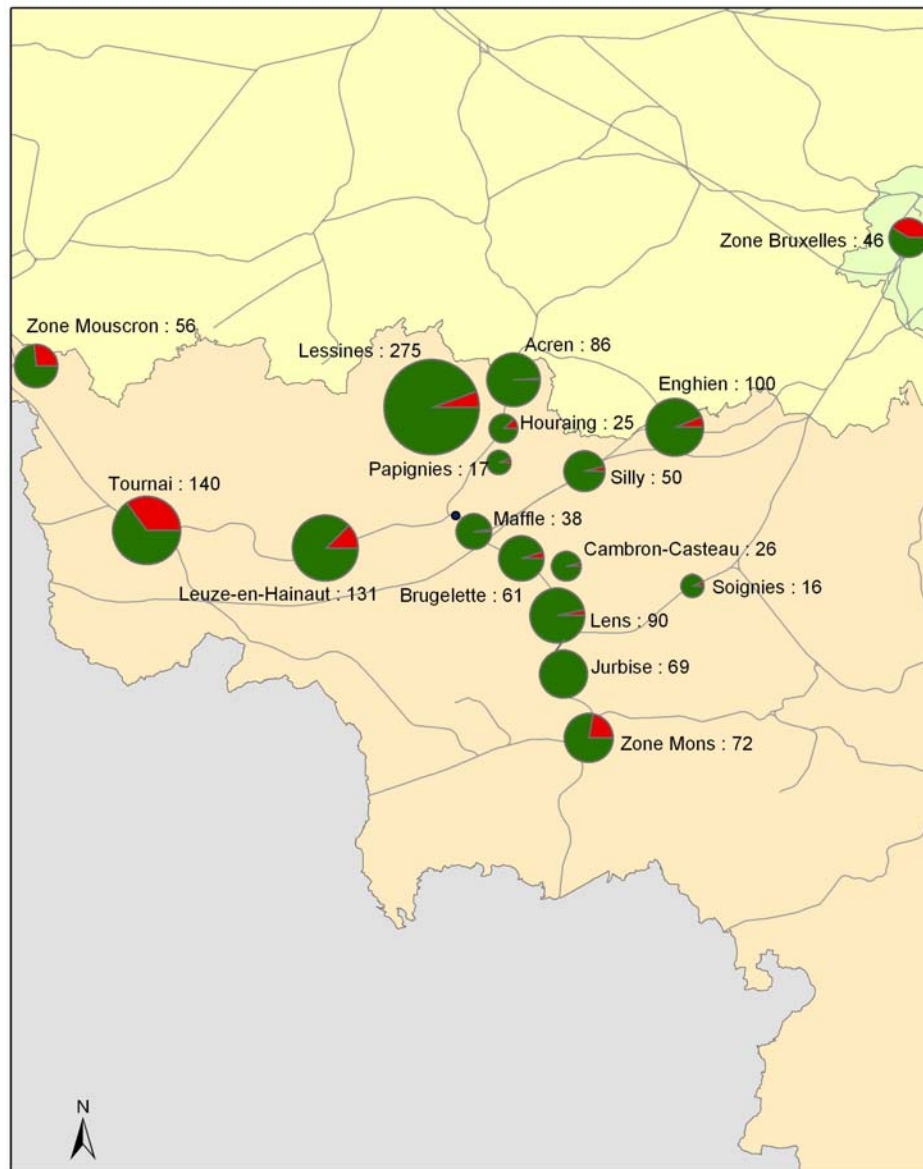 Zone Bruxelles : 46
Zone Mouscron : 56
Acren : 86
Lessines : 275
Enghien : 100
Houraing : 25
Papignies : 17
Silly : 50
Tournai : 140
Maffle : 38
Cambron-Casteau : 26
Soignies : 16
Leuze-en-Hainaut : 131
Brugelette : 61
Lens : 90
Jurbise : 69
Zone Mons : 72
N